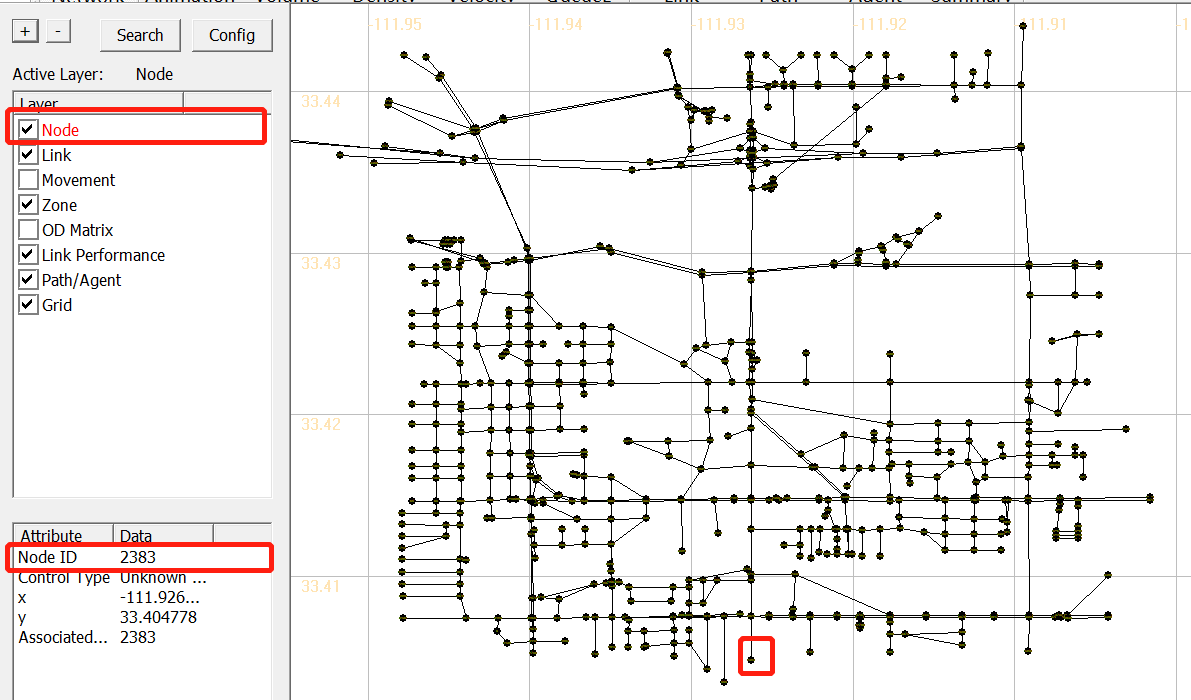 + - Search Config
Active Layer: Node
Layer
Node
Link
Movement
Zone
OD Matrix
Link Performance
Path/Agent
Grid
Attribute Data
Node ID 2383
Control Type Unknown ...
x -111.926...
y 33.404778
Associated... 2383
-111.95 -111.94 -111.93 -111.92 -111.91
33.44
33.43
33.42
33.41